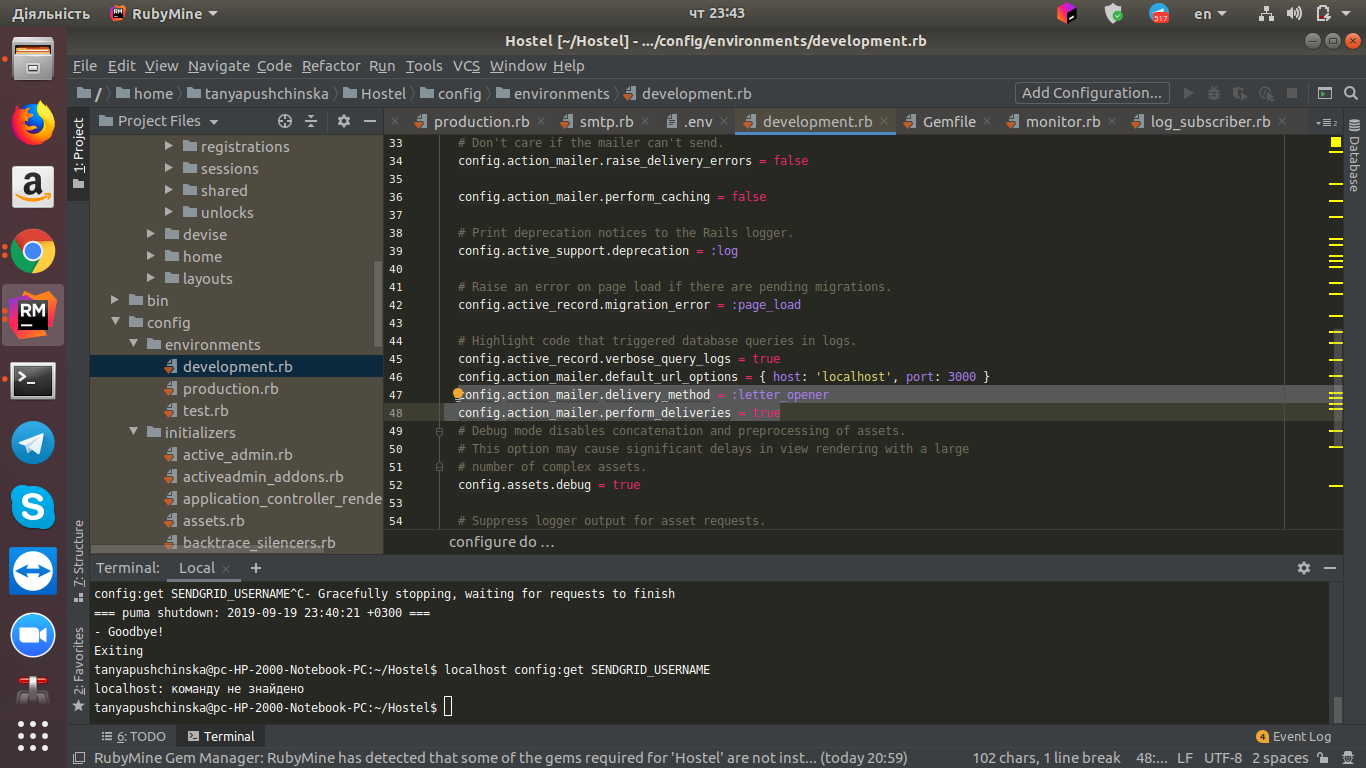 Діяльність RubyMine чт 23:43 517 en
Hostel [~/Hostel] - .../config/environments/development.rb
File Edit View Navigate Code Refactor Run Tools VCS Window Help
/ home tanyapushchinska Hostel config environments development.rb Add Configuration...
1: Project
Project Files
production.rb smtp.rb .env development.rb Gemfile monitor.rb log_subscriber.rb
Database
registrations
sessions
shared
unlocks
devise
home
layouts
bin
config
environments
development.rb
production.rb
test.rb
initializers
active_admin.rb
activeadmin_addons.rb
application_controller_rende
assets.rb
backtrace_silencers.rb
33 # Don't care if the mailer can't send.
34 config.action_mailer.raise_delivery_errors = false
35
36 config.action_mailer.perform_caching = false
37
38 # Print deprecation notices to the Rails logger.
39 config.active_support.deprecation = :log
40
41 # Raise an error on page load if there are pending migrations.
42 config.active_record.migration_error = :page_load
43
44 # Highlight code that triggered database queries in logs.
45 config.active_record.verbose_query_logs = true
46 config.action_mailer.default_url_options = { host: 'localhost', port: 3000 }
47 config.action_mailer.delivery_method = :letter_opener
48 config.action_mailer.perform_deliveries = true
49 # Debug mode disables concatenation and preprocessing of assets.
50 # This option may cause significant delays in view rendering with a large
51 # number of complex assets.
52 config.assets.debug = true
53
54 # Suppress logger output for asset requests.
configure do ...
7: Structure
2: Favorites
Terminal: Local
config:get SENDGRID_USERNAME^C- Gracefully stopping, waiting for requests to finish
=== puma shutdown: 2019-09-19 23:40:21 +0300 ===
- Goodbye!
Exiting
tanyapushchinska@pc-HP-2000-Notebook-PC:~/Hostel$ localhost config:get SENDGRID_USERNAME
localhost: команду не знайдено
tanyapushchinska@pc-HP-2000-Notebook-PC:~/Hostel$
6: TODO Terminal 4 Event Log
RubyMine Gem Manager: RubyMine has detected that some of the gems required for 'Hostel' are not inst... (today 20:59) 102 chars, 1 line break 48:... LF UTF-8 2 spaces